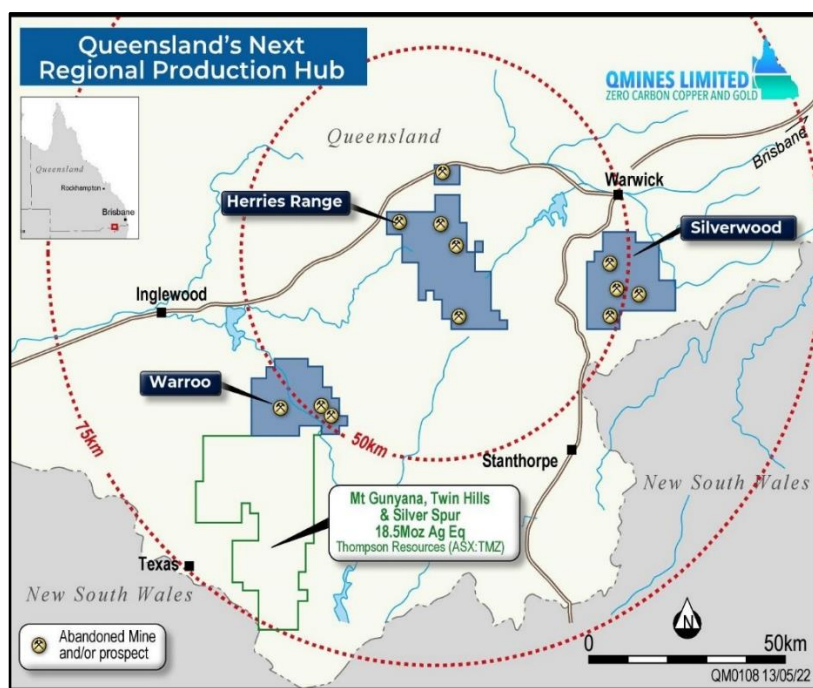 Queensland's Next
Regional Production Hub
QMINES LIMITED
ZERO CARBON COPPER AND GOLD
Queensland
Rockhampton
Brisbane
Queensland
Brisbane
Warwick
Herries Range
Silverwood
Inglewood
Warroo
75km
50km
Stanthorpe
New South Wales
Mt Gunyana, Twin Hills
& Silver Spur
18.5Moz Ag Eq
Thompson Resources (ASX:TMZ)
Texas
New South Wales
Abandoned Mine
and/or prospect
N
0
50km
QM0108 13/05/22